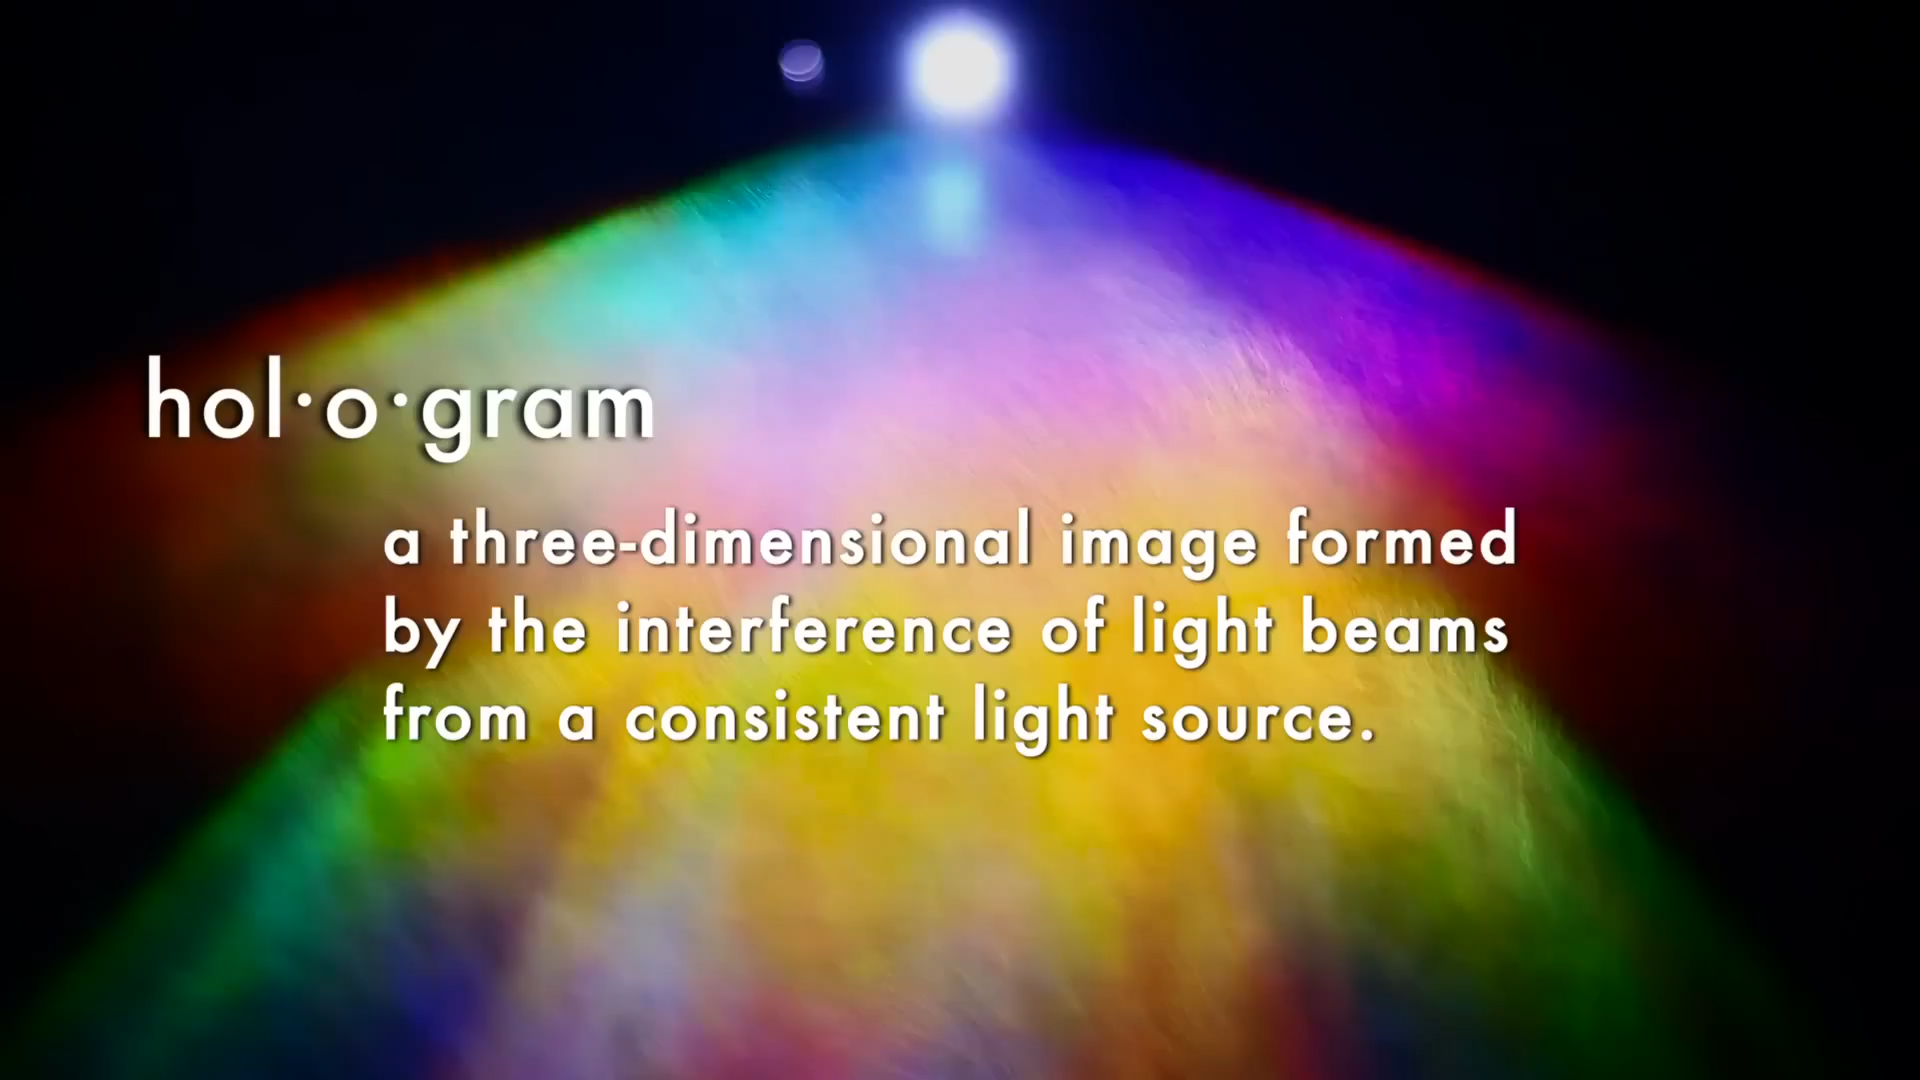 hol·o·gram
a three-dimensional image formed
by the interference of light beams
from a consistent light source.